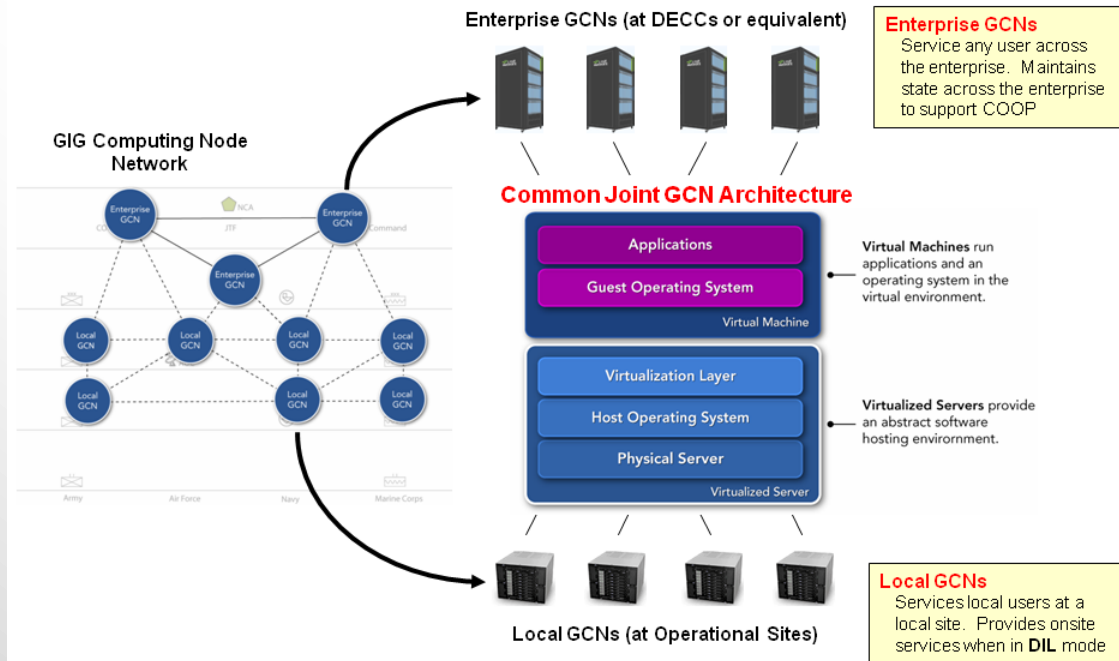 Enterprise GCNs (at DECCs or equivalent)
Enterprise GCNs
Service any user across
the enterprise. Maintains
state across the enterprise
to support COOP
GIG Computing Node
Network
Enterprise
GCN
NCA
JTF
Enterprise
GCN
Command
Enterprise
GCN
Local
GCN
Local
GCN
Local
GCN
Local
GCN
Local
GCN
Local
GCN
Local
GCN
Army
Air Force
Navy
Marine Corps
Common Joint GCN Architecture
Applications
Guest Operating System
Virtual Machine
Virtual Machines run
applications and an
operating system in the
virtual environment.
Virtualization Layer
Host Operating System
Physical Server
Virtualized Server
Virtualized Servers provide
an abstract software
hosting envirornment.
Local GCNs (at Operational Sites)
Local GCNs
Services local users at a
local site. Provides onsite
services when in DIL mode